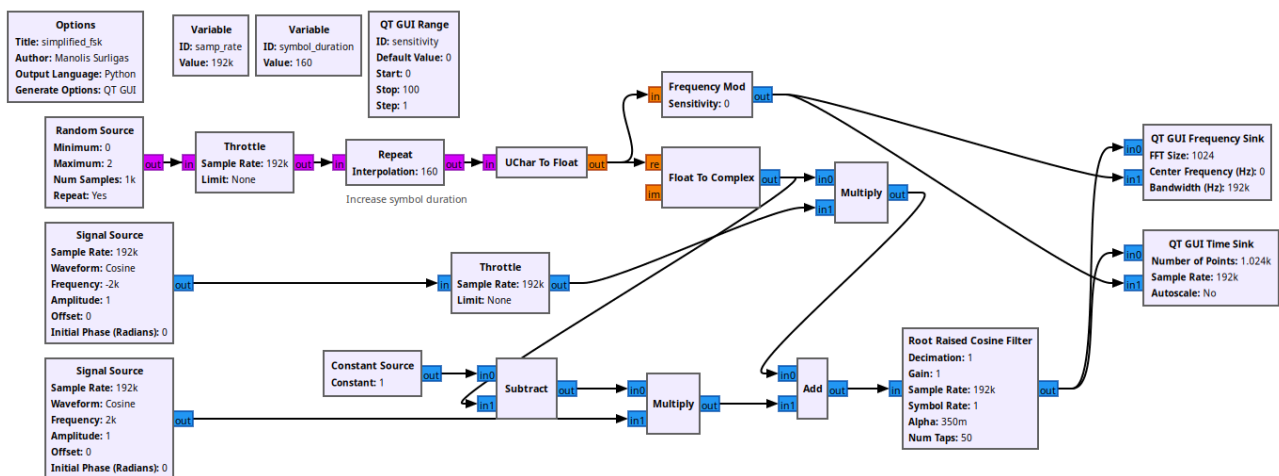 Options
Title: simplified_fsk
Author: Manolis Surligas
Output Language: Python
Generate Options: QT GUI
Variable
ID: samp_rate
Value: 192k
Variable
ID: symbol_duration
Value: 160
QT GUI Range
ID: sensitivity
Default Value: 0
Start: 0
Stop: 100
Step: 1
Random Source
Minimum: 0
Maximum: 2
Num Samples: 1k
Repeat: Yes
out
in
Throttle
Sample Rate: 192k
Limit: None
out
in
Repeat
Interpolation: 160
out
Increase symbol duration
in
UChar To Float
out
in
Frequency Mod
Sensitivity: 0
out
re
im
Float To Complex
out
in0
in1
Multiply
out
Signal Source
Sample Rate: 192k
Waveform: Cosine
Frequency: -2k
Amplitude: 1
Offset: 0
Initial Phase (Radians): 0
out
in
Throttle
Sample Rate: 192k
Limit: None
out
Signal Source
Sample Rate: 192k
Waveform: Cosine
Frequency: 2k
Amplitude: 1
Offset: 0
Initial Phase (Radians): 0
out
Constant Source
Constant: 1
out
in0
in1
Subtract
out
in0
in1
Multiply
out
in0
in1
Add
out
in
Root Raised Cosine Filter
Decimation: 1
Gain: 1
Sample Rate: 192k
Symbol Rate: 1
Alpha: 350m
Num Taps: 50
out
in0
in1
QT GUI Frequency Sink
FFT Size: 1024
Center Frequency (Hz): 0
Bandwidth (Hz): 192k
in0
in1
QT GUI Time Sink
Number of Points: 1.024k
Sample Rate: 192k
Autoscale: No